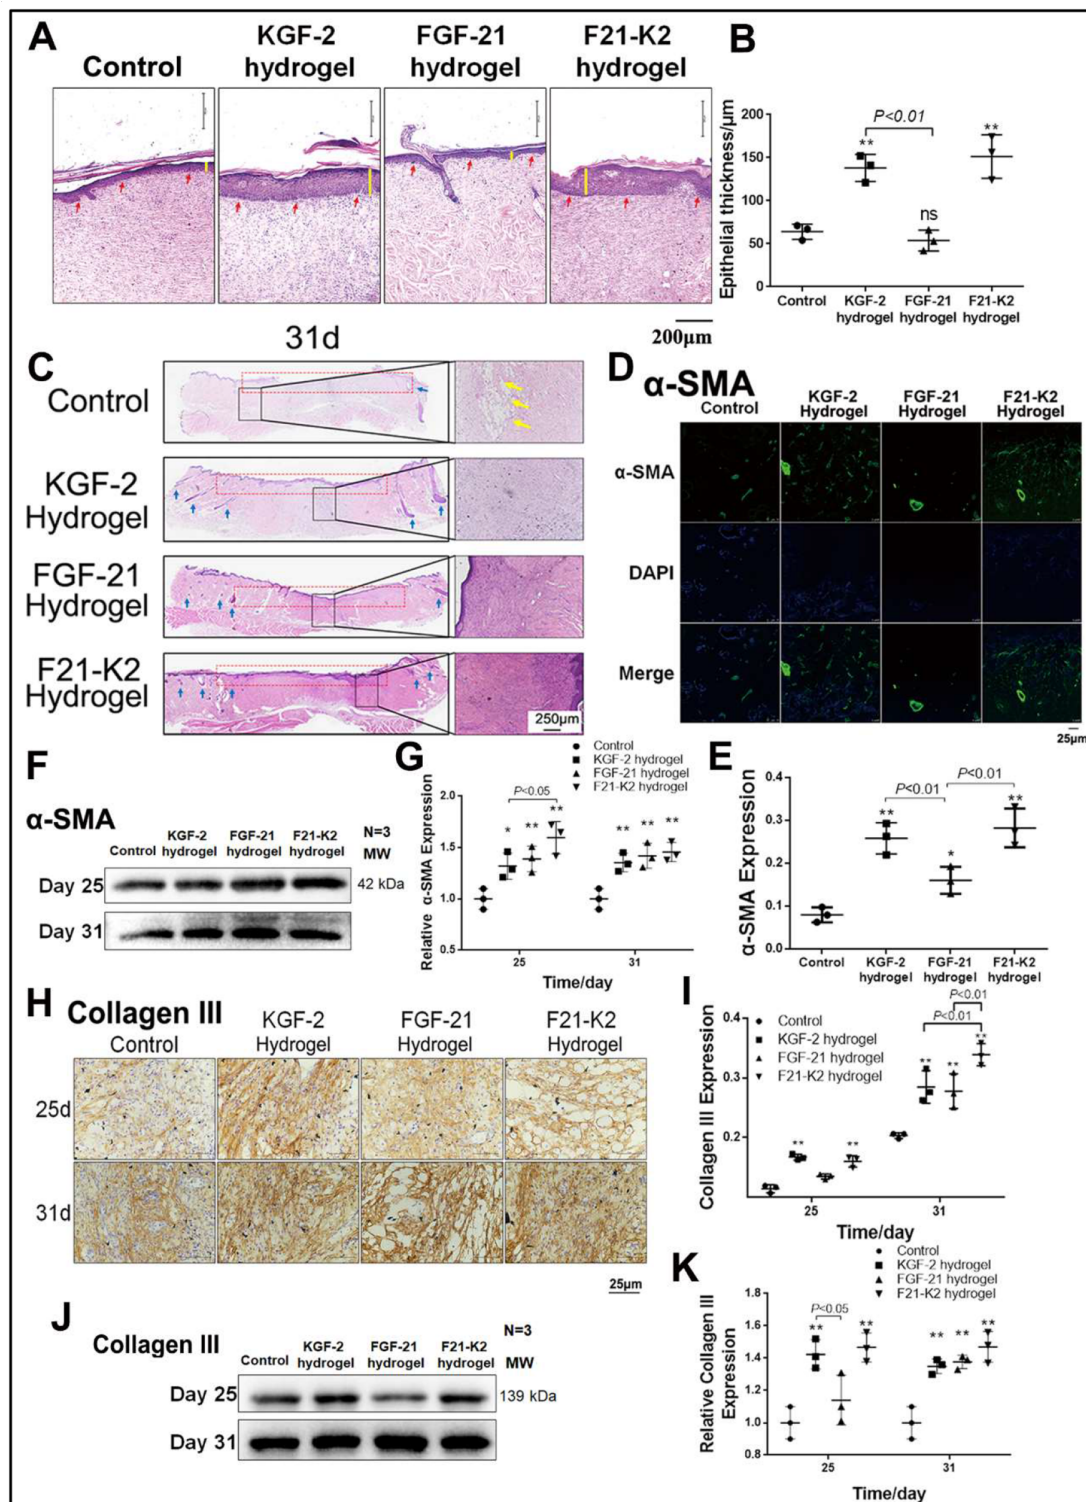 A
Control
KGF-2
hydrogel
FGF-21
hydrogel
F21-K2
hydrogel
200μm
B
Epithelial thickness/μm
200
150
100
50
0
P<0.01
**
ns
**
Control
KGF-2
hydrogel
FGF-21
hydrogel
F21-K2
hydrogel
C
31d
Control
KGF-2
Hydrogel
FGF-21
Hydrogel
F21-K2
Hydrogel
250μm
D
α-SMA
Control
KGF-2
Hydrogel
FGF-21
Hydrogel
F21-K2
Hydrogel
α-SMA
DAPI
Merge
25μm
F
α-SMA
Control
KGF-2
hydrogel
FGF-21
hydrogel
F21-K2
hydrogel
N=3
MW
Day 25
42 kDa
Day 31
G
Control
KGF-2 hydrogel
FGF-21 hydrogel
F21-K2 hydrogel
Relative α-SMA Expression
2.0
1.5
1.0
0.5
P<0.05
*
**
**
**
**
**
25
31
Time/day
E
α-SMA Expression
0.4
0.3
0.2
0.1
0.0
P<0.01
P<0.01
**
*
**
Control
KGF-2
hydrogel
FGF-21
hydrogel
F21-K2
hydrogel
H
Collagen III
Control
KGF-2
Hydrogel
FGF-21
Hydrogel
F21-K2
Hydrogel
25d
31d
25μm
I
Control
KGF-2 hydrogel
FGF-21 hydrogel
F21-K2 hydrogel
Collagen III Expression
0.4
0.3
0.2
P<0.01
P<0.01
**
**
**
**
**
25
31
Time/day
J
Collagen III
Control
KGF-2
hydrogel
FGF-21
hydrogel
F21-K2
hydrogel
N=3
MW
Day 25
139 kDa
Day 31
K
Control
KGF-2 hydrogel
FGF-21 hydrogel
F21-K2 hydrogel
Relative Collagen III
Expression
1.8
1.6
1.4
1.2
1.0
0.8
P<0.05
**
**
**
**
**
25
31
Time/day